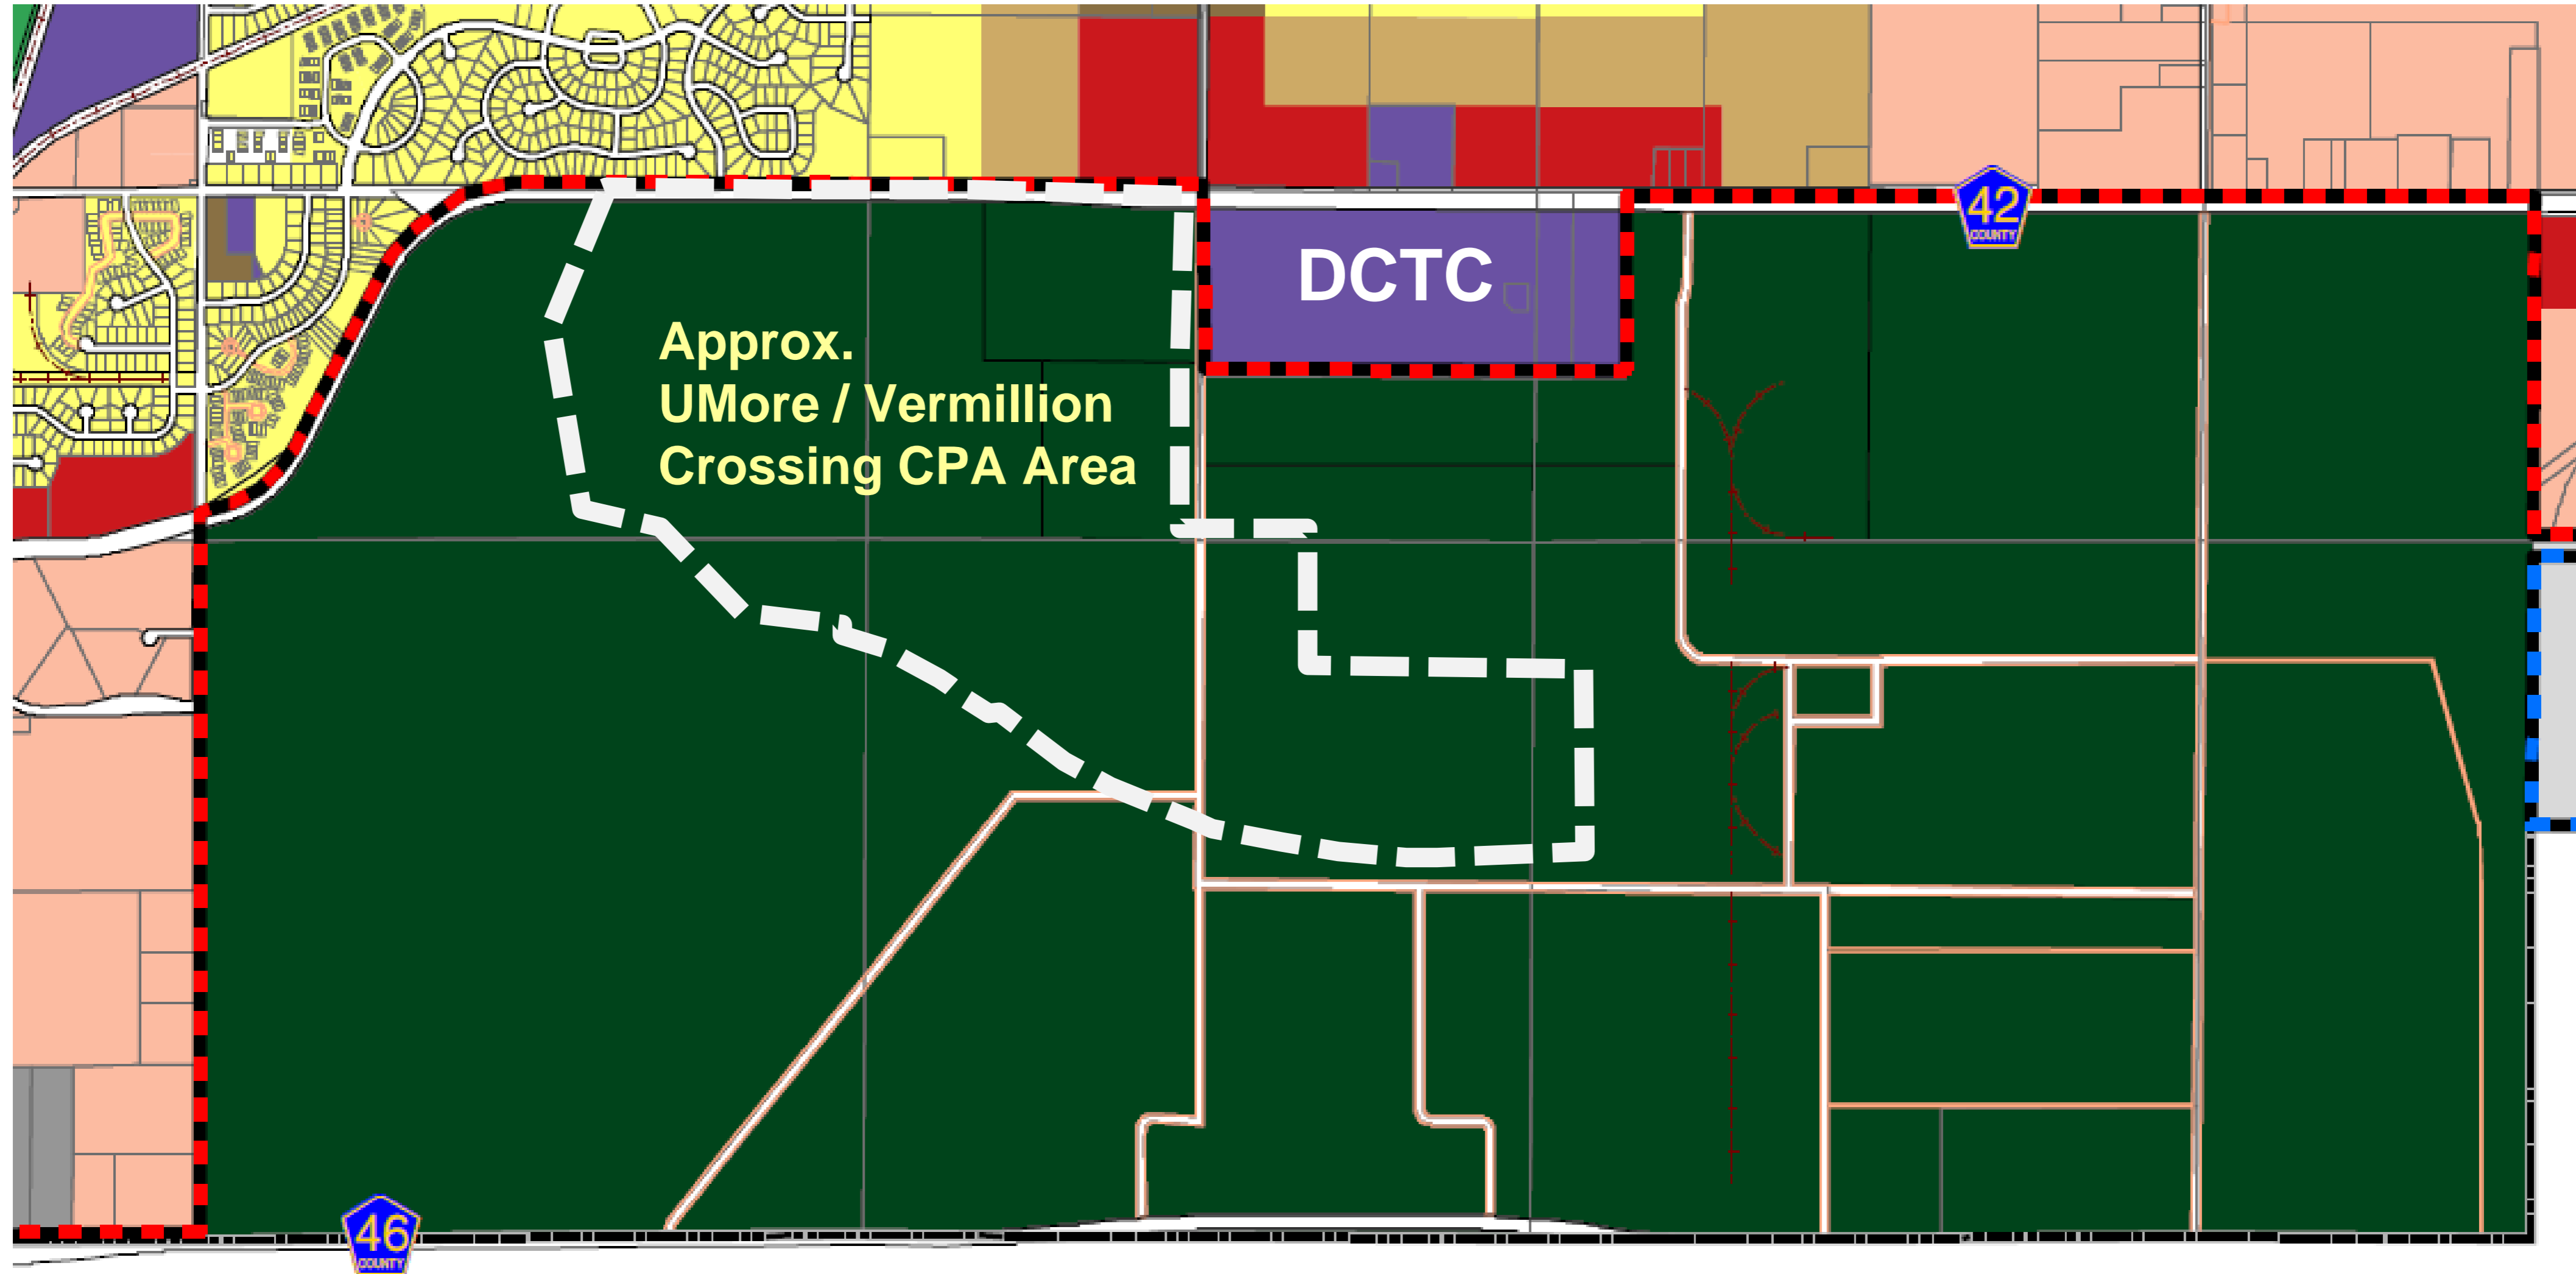 42
COUNTY
DCTC
Approx.
UMore / Vermillion
Crossing CPA Area
46
COUNTY